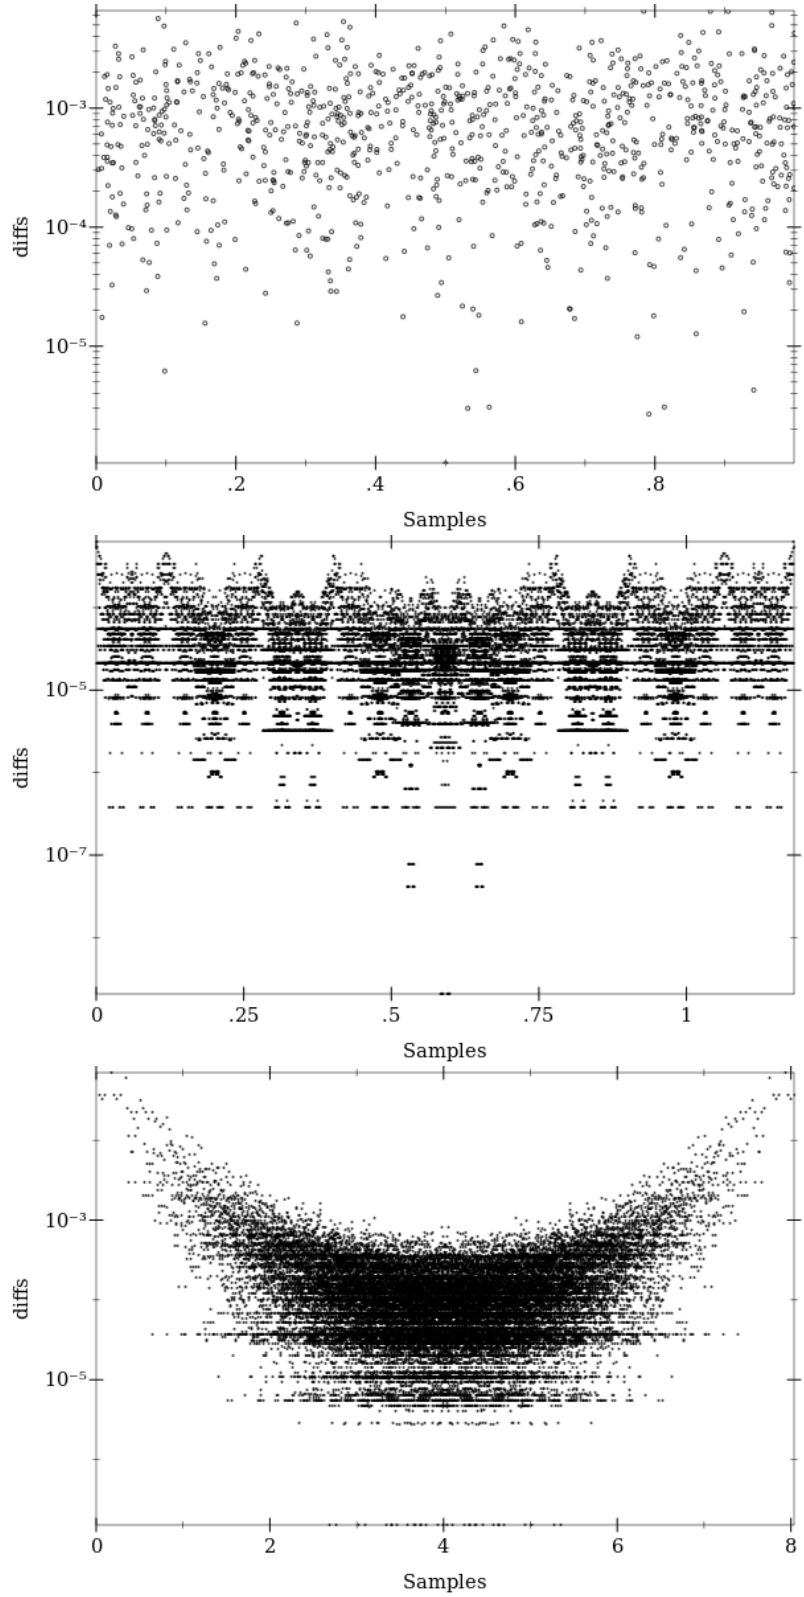 10⁻³
10⁻⁴
diffs
10⁻⁵
0 .2 .4 .6 .8
Samples
10⁻⁵
diffs
10⁻⁷
0 .25 .5 .75 1
Samples
10⁻³
diffs
10⁻⁵
0 2 4 6 8
Samples